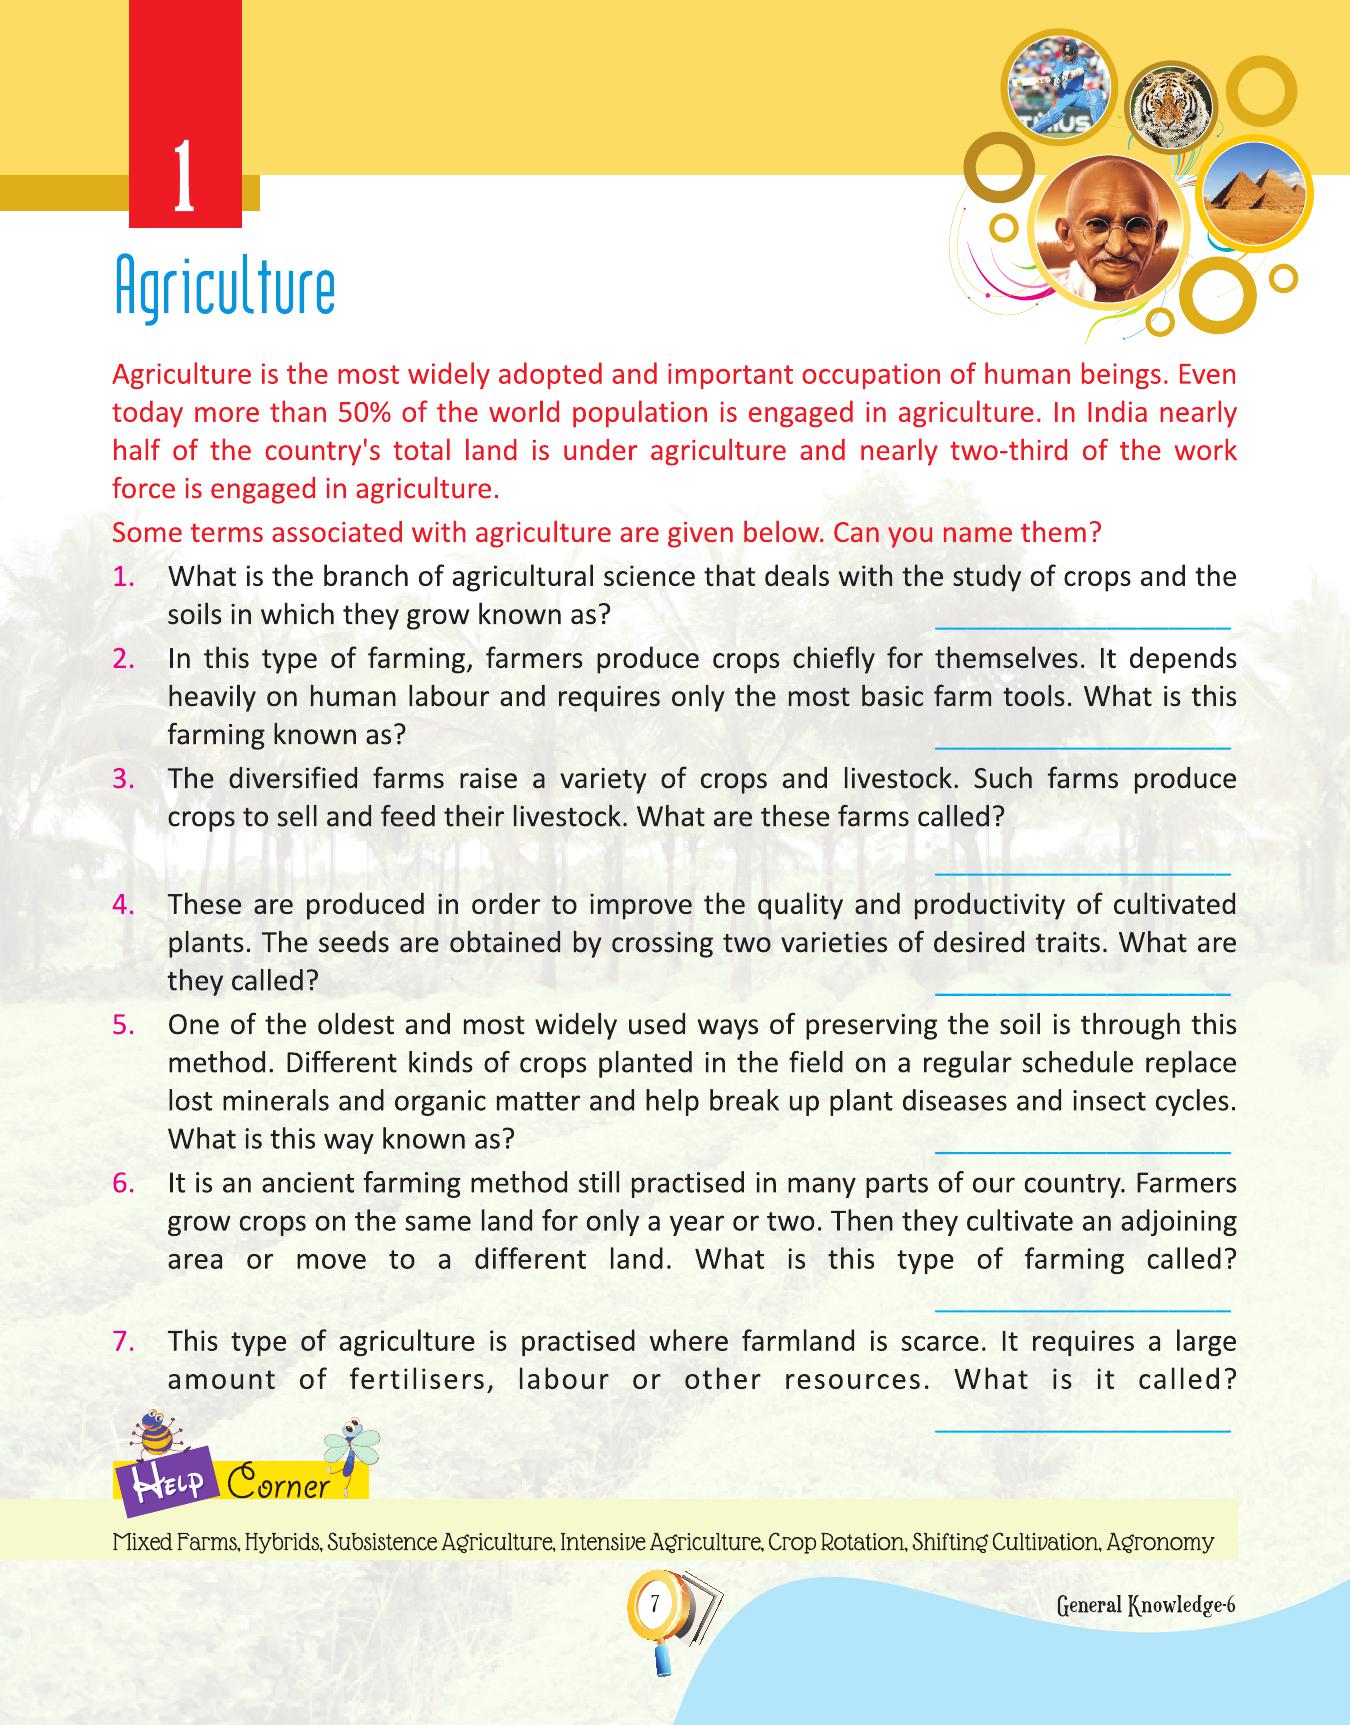 1
Agriculture
Agriculture is the most widely adopted and important occupation of human beings. Even
today more than 50% of the world population is engaged in agriculture. In India nearly
half of the country's total land is under agriculture and nearly two-third of the work
force is engaged in agriculture.
Some terms associated with agriculture are given below. Can you name them?
1. What is the branch of agricultural science that deals with the study of crops and the
soils in which they grow known as?
2. In this type of farming, farmers produce crops chiefly for themselves. It depends
heavily on human labour and requires only the most basic farm tools. What is this
farming known as?
3. The diversified farms raise a variety of crops and livestock. Such farms produce
crops to sell and feed their livestock. What are these farms called?
4. These are produced in order to improve the quality and productivity of cultivated
plants. The seeds are obtained by crossing two varieties of desired traits. What are
they called?
5. One of the oldest and most widely used ways of preserving the soil is through this
method. Different kinds of crops planted in the field on a regular schedule replace
lost minerals and organic matter and help break up plant diseases and insect cycles.
What is this way known as?
6. It is an ancient farming method still practised in many parts of our country. Farmers
grow crops on the same land for only a year or two. Then they cultivate an adjoining
area or move to a different land. What is this type of farming called?
7. This type of agriculture is practised where farmland is scarce. It requires a large
amount of fertilisers, labour or other resources. What is it called?
HELP Corner
Mixed Farms, Hybrids, Subsistence Agriculture, Intensive Agriculture, Crop Rotation, Shifting Cultivation, Agronomy
7
General Knowledge-6